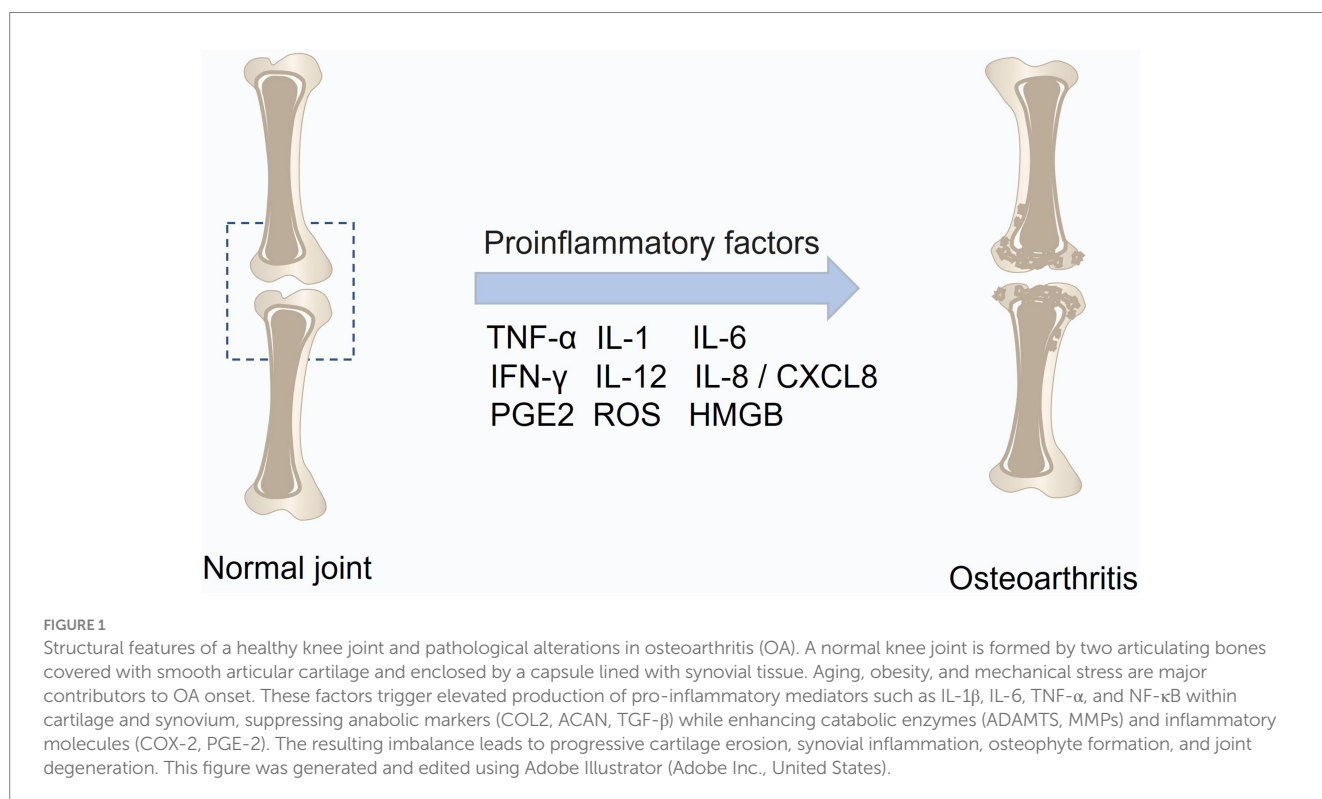 Proinflammatory factors
TNF-α IL-1 IL-6
IFN-γ IL-12 IL-8 / CXCL8
PGE2 ROS HMGB
Normal joint
Osteoarthritis
FIGURE 1
Structural features of a healthy knee joint and pathological alterations in osteoarthritis (OA). A normal knee joint is formed by two articulating bones
covered with smooth articular cartilage and enclosed by a capsule lined with synovial tissue. Aging, obesity, and mechanical stress are major
contributors to OA onset. These factors trigger elevated production of pro-inflammatory mediators such as IL-1β, IL-6, TNF-α, and NF-κB within
cartilage and synovium, suppressing anabolic markers (COL2, ACAN, TGF-β) while enhancing catabolic enzymes (ADAMTS, MMPs) and inflammatory
molecules (COX-2, PGE-2). The resulting imbalance leads to progressive cartilage erosion, synovial inflammation, osteophyte formation, and joint
degeneration. This figure was generated and edited using Adobe Illustrator (Adobe Inc., United States).